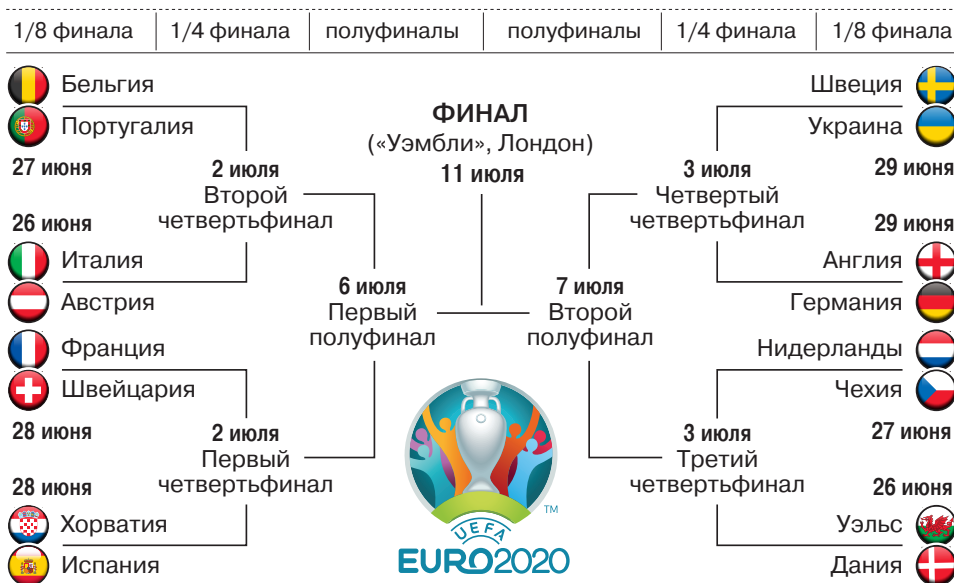 1/8 финала
1/4 финала
полуфиналы
полуфиналы
1/4 финала
1/8 финала
Бельгия
Португалия
27 июня
26 июня
Италия
Австрия
Франция
Швейцария
28 июня
28 июня
Хорватия
Испания
2 июля
Второй
четвертьфинал
2 июля
Первый
четвертьфинал
6 июля
Первый
полуфинал
ФИНАЛ
(«Уэмбли», Лондон)
11 июля
7 июля
Второй
полуфинал
3 июля
Четвертый
четвертьфинал
3 июля
Третий
четвертьфинал
Швеция
Украина
29 июня
29 июня
Англия
Германия
Нидерланды
Чехия
27 июня
26 июня
Уэльс
Дания
TM
UEFA
EURO2020